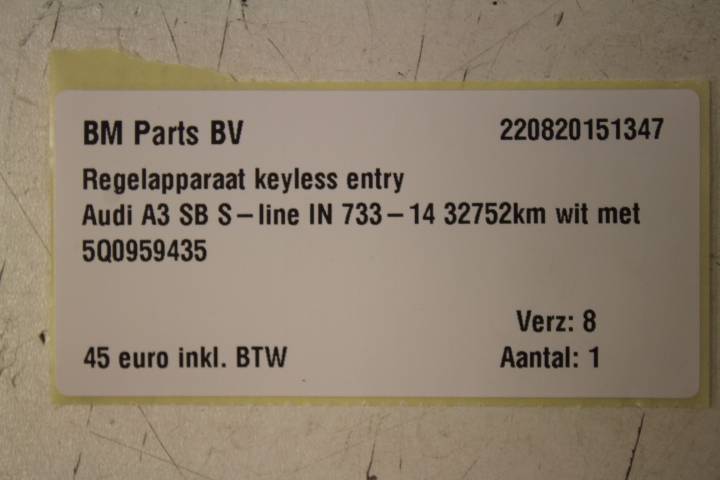 BM Parts BV 220820151347
Regelapparaat keyless entry
Audi A3 SB S-line IN 733-14 32752km wit met
5Q0959435
Verz: 8
45 euro inkl. BTW Aantal: 1